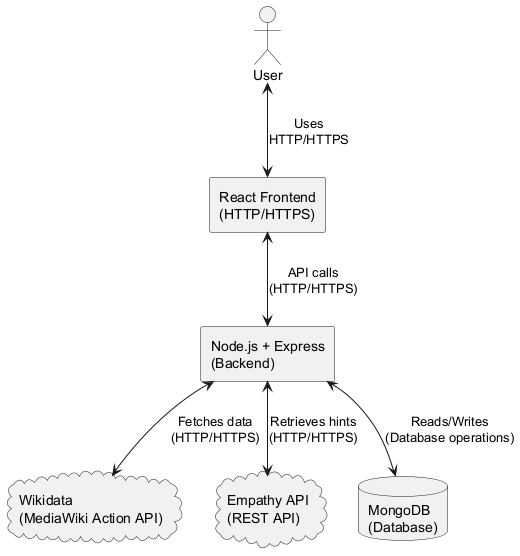 User
Uses
HTTP/HTTPS
React Frontend
(HTTP/HTTPS)
API calls
(HTTP/HTTPS)
Node.js + Express
(Backend)
Fetches data
(HTTP/HTTPS)
Retrieves hints
(HTTP/HTTPS)
Reads/Writes
(Database operations)
Wikidata
(MediaWiki Action API)
Empathy API
(REST API)
MongoDB
(Database)